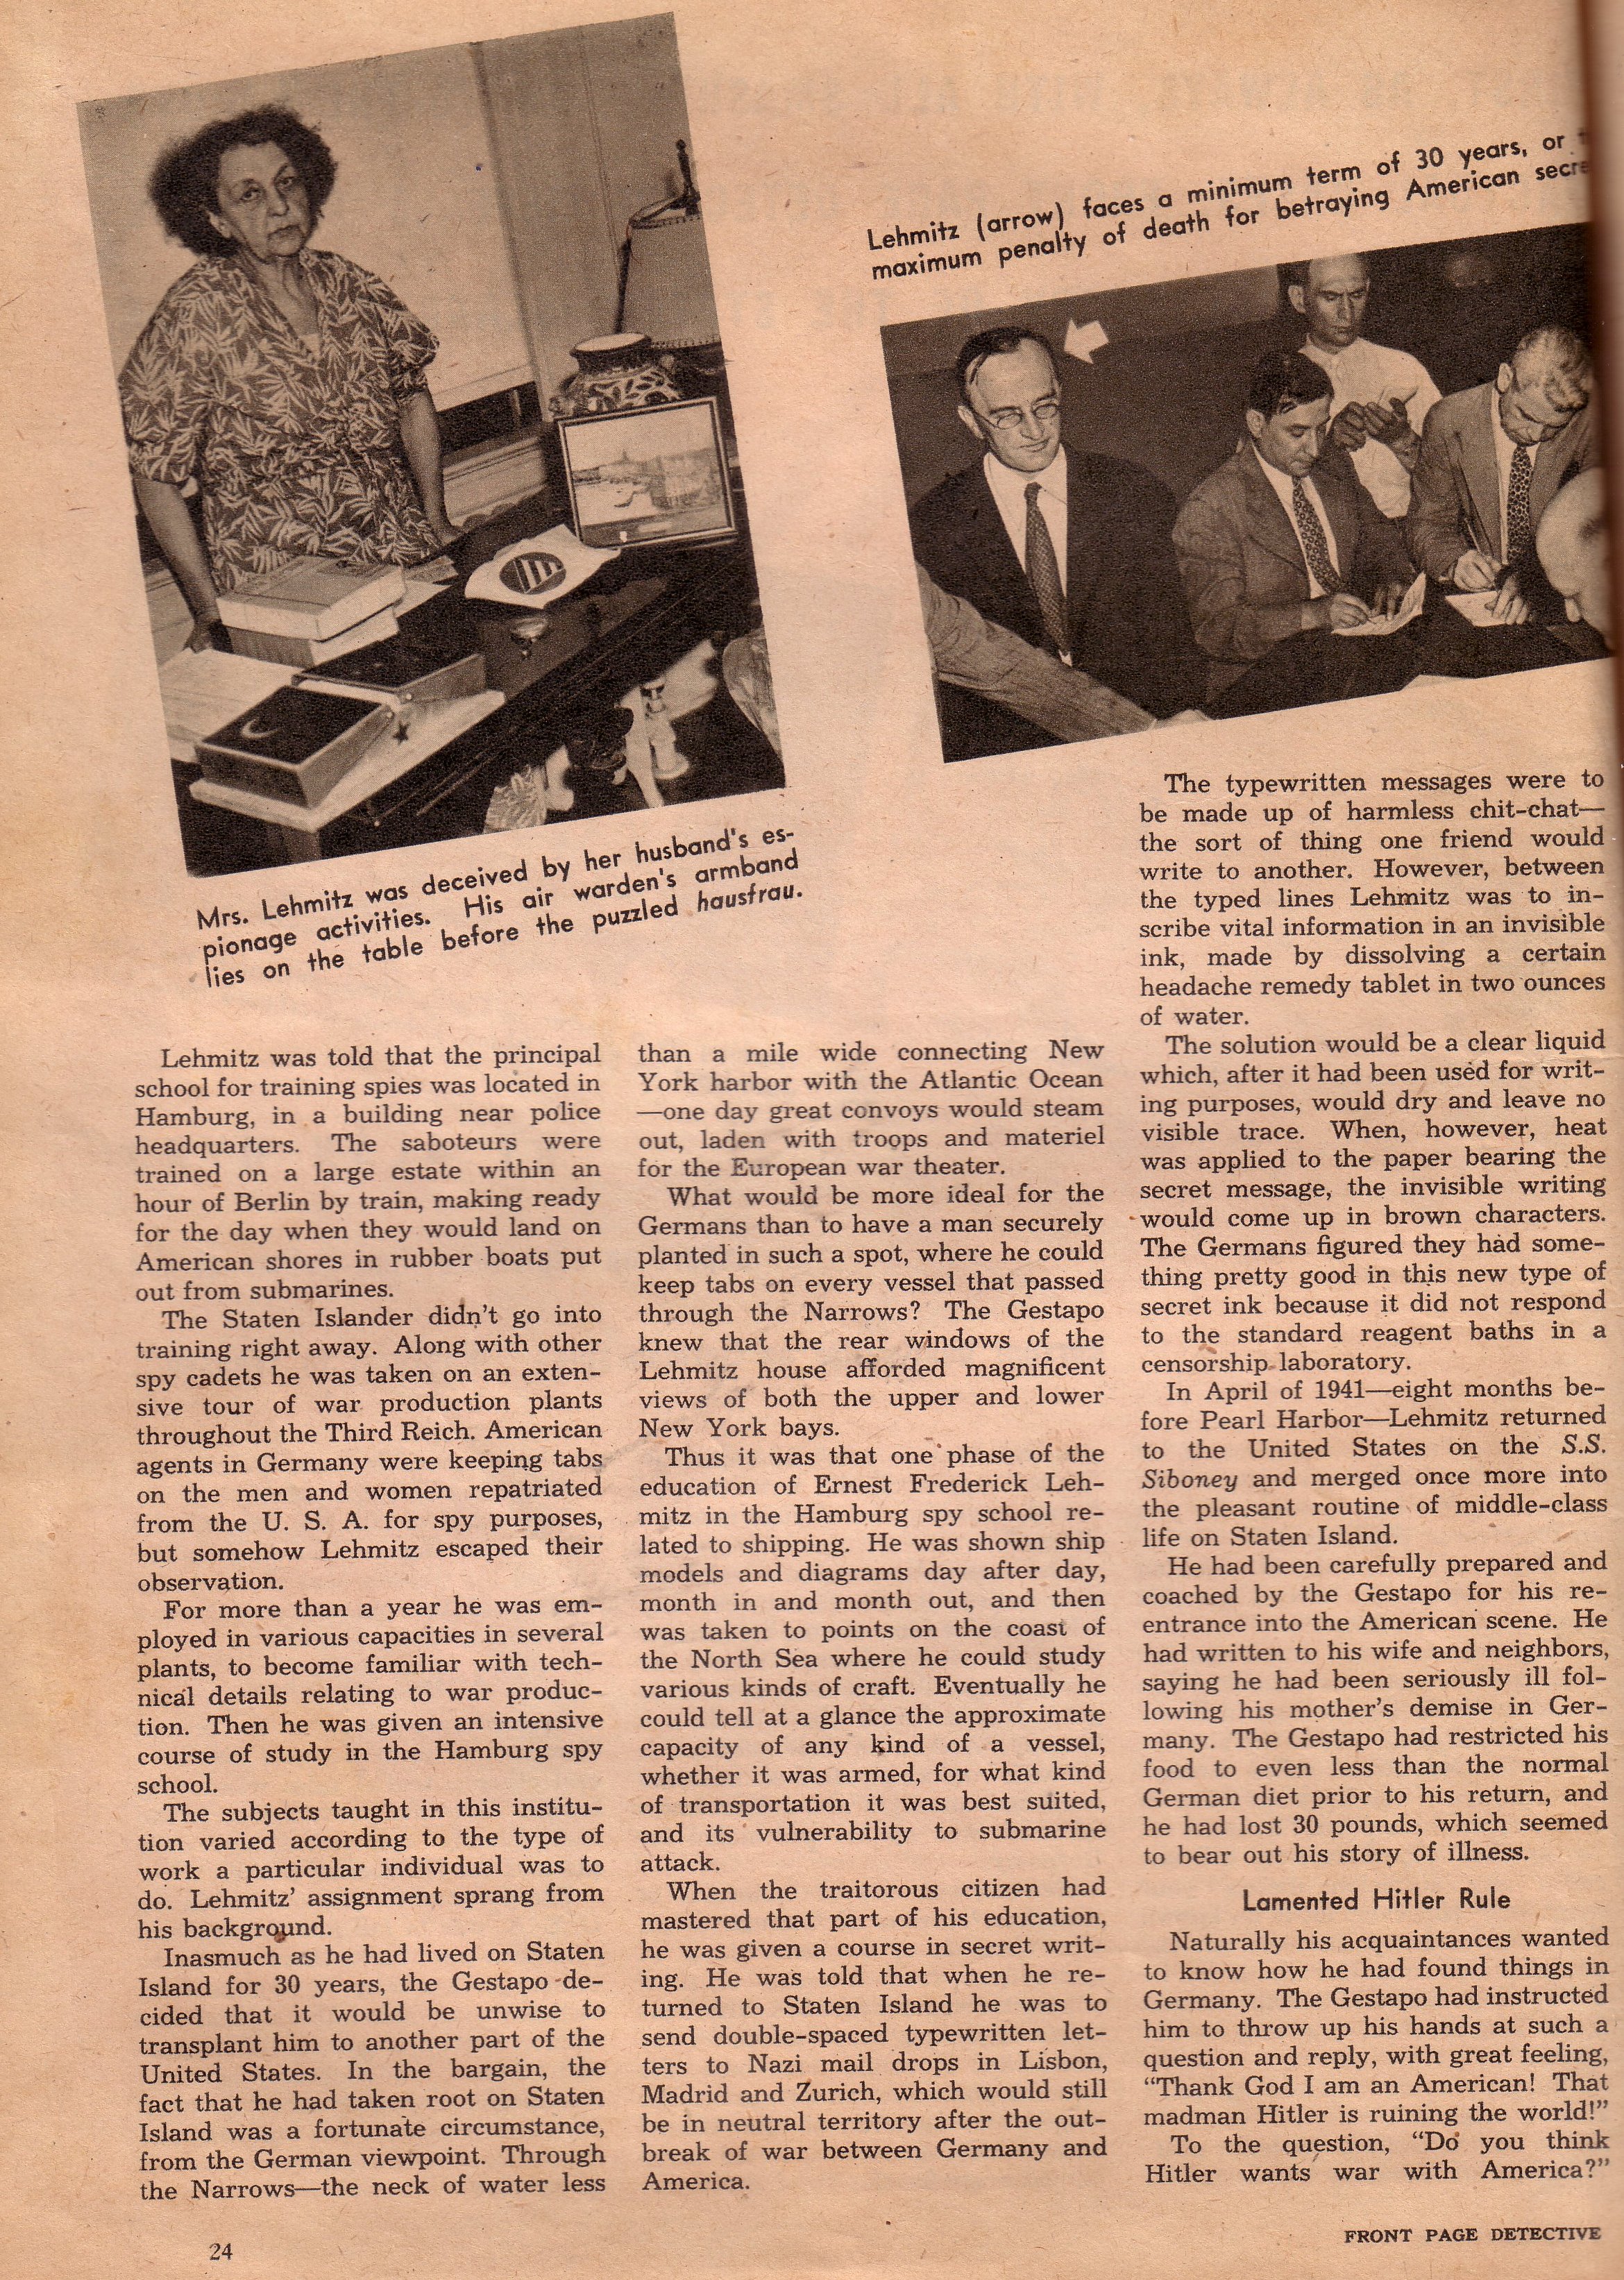 Lehmitz (arrow) faces a minimum term of 30 years, or
maximum penalty of death for betraying American
Mrs. Lehmitz was deceived by her husband's es-
pionage activities. His air warden's armband
lies on the table before the puzzled hausfrau.
Lehmitz was told that the principal
school for training spies was located in
Hamburg, in a building near police
headquarters. The saboteurs were
trained on a large estate within an
hour of Berlin by train, making ready
for the day when they would land on
American shores in rubber boats put
out from submarines.
The Staten Islander didn't go into
training right away. Along with other
spy cadets he was taken on an exten-
sive tour of war production plants
throughout the Third Reich. American
agents in Germany were keeping tabs
on the men and women repatriated
from the U. S. A. for spy purposes,
but somehow Lehmitz escaped their
observation.
For more than a year he was em-
ployed in various capacities in several
plants, to become familiar with tech-
nical details relating to war produc-
tion. Then he was given an intensive
course of study in the Hamburg spy
school.
The subjects taught in this institu-
tion varied according to the type of
work a particular individual was to
do. Lehmitz' assignment sprang from
his background.
Inasmuch as he had lived on Staten
Island for 30 years, the Gestapo de-
cided that it would be unwise to
transplant him to another part of the
United States. In the bargain, the
fact that he had taken root on Staten
Island was a fortunate circumstance,
from the German viewpoint. Through
the Narrows—the neck of water less
than a mile wide connecting New
York harbor with the Atlantic Ocean
—one day great convoys would steam
out, laden with troops and materiel
for the European war theater.
What would be more ideal for the
Germans than to have a man securely
planted in such a spot, where he could
keep tabs on every vessel that passed
through the Narrows? The Gestapo
knew that the rear windows of the
Lehmitz house afforded magnificent
views of both the upper and lower
New York bays.
Thus it was that one phase of the
education of Ernest Frederick Leh-
mitz in the Hamburg spy school re-
lated to shipping. He was shown ship
models and diagrams day after day,
month in and month out, and then
was taken to points on the coast of
the North Sea where he could study
various kinds of craft. Eventually he
could tell at a glance the approximate
capacity of any kind of a vessel,
whether it was armed, for what kind
of transportation it was best suited,
and its vulnerability to submarine
attack.
When the traitorous citizen had
mastered that part of his education,
he was given a course in secret writ-
ing. He was told that when he re-
turned to Staten Island he was to
send double-spaced typewritten let-
ters to Nazi mail drops in Lisbon,
Madrid and Zurich, which would still
be in neutral territory after the out-
break of war between Germany and
America.
The typewritten messages were to
be made up of harmless chit-chat—
the sort of thing one friend would
write to another. However, between
the typed lines Lehmitz was to in-
scribe vital information in an invisible
ink, made by dissolving a certain
headache remedy tablet in two ounces
of water.
The solution would be a clear liquid
which, after it had been used for writ-
ing purposes, would dry and leave no
visible trace. When, however, heat
was applied to the paper bearing the
secret message, the invisible writing
would come up in brown characters.
The Germans figured they had some-
thing pretty good in this new type of
secret ink because it did not respond
to the standard reagent baths in a
censorship laboratory.
In April of 1941—eight months be-
fore Pearl Harbor—Lehmitz returned
to the United States on the S.S.
Siboney and merged once more into
the pleasant routine of middle-class
life on Staten Island.
He had been carefully prepared and
coached by the Gestapo for his re-
entrance into the American scene. He
had written to his wife and neighbors,
saying he had been seriously ill fol-
lowing his mother's demise in Ger-
many. The Gestapo had restricted his
food to even less than the normal
German diet prior to his return, and
he had lost 30 pounds, which seemed
to bear out his story of illness.
Lamented Hitler Rule
Naturally his acquaintances wanted
to know how he had found things in
Germany. The Gestapo had instructed
him to throw up his hands at such a
question and reply, with great feeling,
"Thank God I am an American! That
madman Hitler is ruining the world!"
To the question, "Do you think
Hitler wants war with America?"
24
FRONT PAGE DETECTIVE